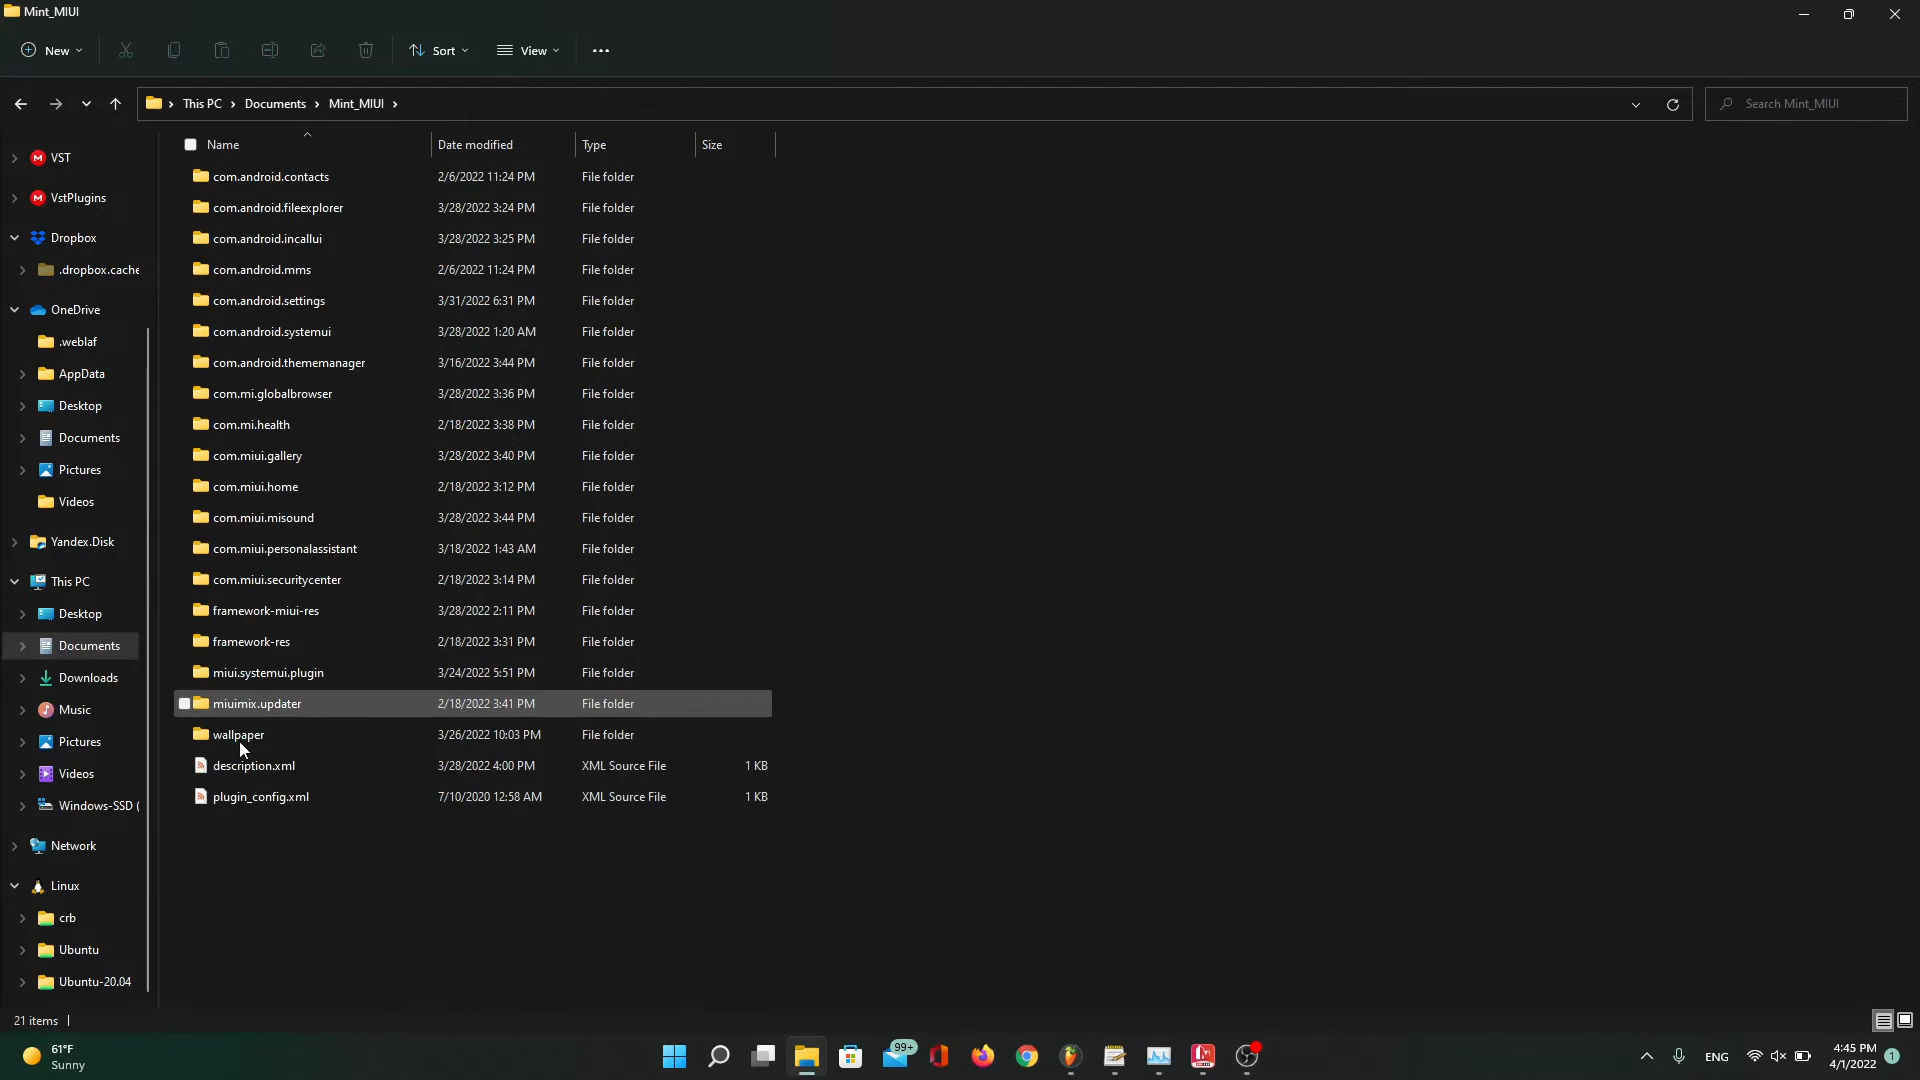 Mint_MIUI
New
Sort
View
This PC
Documents
Mint_MIUI
Search Mint_MIUI
Name
Date modified
Type
Size
VST
VstPlugins
Dropbox
.dropbox.cache
OneDrive
.weblaf
AppData
Desktop
Documents
Pictures
Videos
Yandex.Disk
This PC
Desktop
Documents
Downloads
Music
Pictures
Videos
Windows-SSD (
Network
Linux
crb
Ubuntu
Ubuntu-20.04
com.android.contacts 2/6/2022 11:24 PM File folder
com.android.fileexplorer 3/28/2022 3:24 PM File folder
com.android.incallui 3/28/2022 3:25 PM File folder
com.android.mms 2/6/2022 11:24 PM File folder
com.android.settings 3/31/2022 6:31 PM File folder
com.android.systemui 3/28/2022 1:20 AM File folder
com.android.thememanager 3/16/2022 3:44 PM File folder
com.mi.globalbrowser 3/28/2022 3:36 PM File folder
com.mi.health 2/18/2022 3:38 PM File folder
com.miui.gallery 3/28/2022 3:40 PM File folder
com.miui.home 2/18/2022 3:12 PM File folder
com.miui.misound 3/28/2022 3:44 PM File folder
com.miui.personalassistant 3/18/2022 1:43 AM File folder
com.miui.securitycenter 2/18/2022 3:14 PM File folder
framework-miui-res 3/28/2022 2:11 PM File folder
framework-res 2/18/2022 3:31 PM File folder
miui.systemui.plugin 3/24/2022 5:51 PM File folder
miuimix.updater 2/18/2022 3:41 PM File folder
wallpaper 3/26/2022 10:03 PM File folder
description.xml 3/28/2022 4:00 PM XML Source File 1 KB
plugin_config.xml 7/10/2020 12:58 AM XML Source File 1 KB
21 items
61°F
Sunny
99+
ENG
4:45 PM
4/1/2022
1